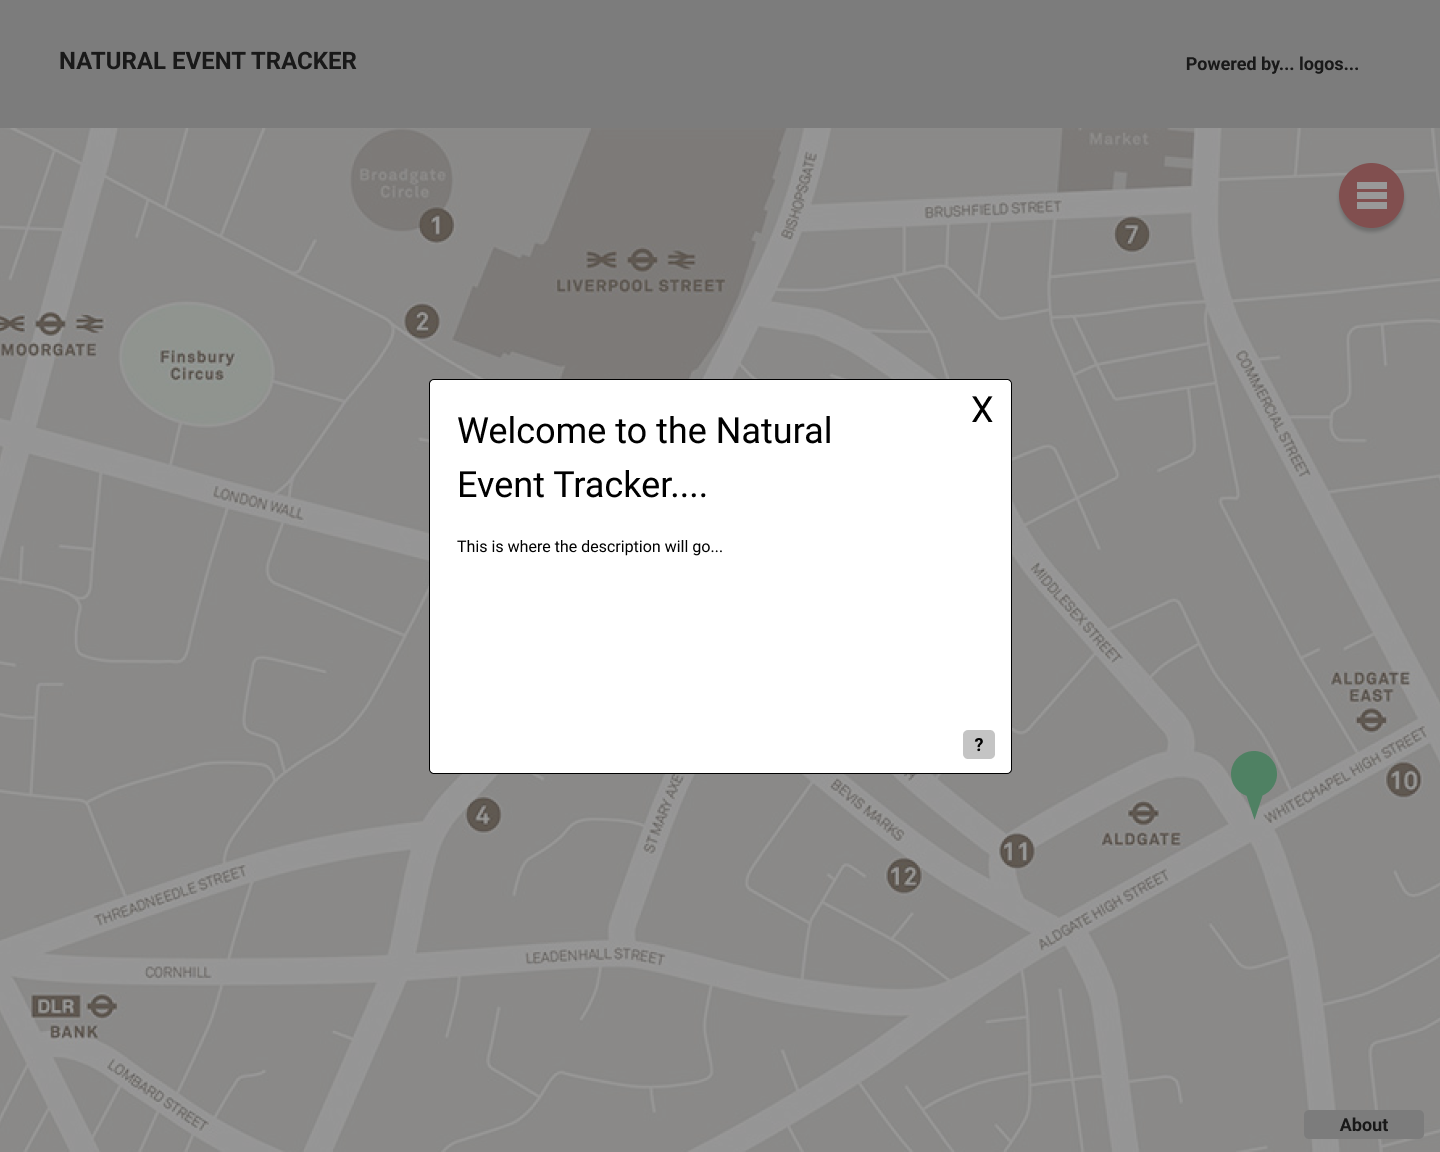 NATURAL EVENT TRACKER
Powered by... logos...
Market
Broadgate
Circle
1
BISHOPSGATE
BRUSHFIELD STREET
7
LIVERPOOL STREET
2
MOORGATE
Finsbury
Circus
COMMERCIAL STREET
X
Welcome to the Natural
Event Tracker....
This is where the description will go...
?
LONDON WALL
MIDDLESEX STREET
ALDGATE
EAST
WHITECHAPEL HIGH STREET
10
4
ST MARY AXE
BEVIS MARKS
ALDGATE
11
12
THREADNEEDLE STREET
ALDGATE HIGH STREET
LEADENHALL STREET
CORNHILL
DLR
BANK
LOMBARD STREET
About